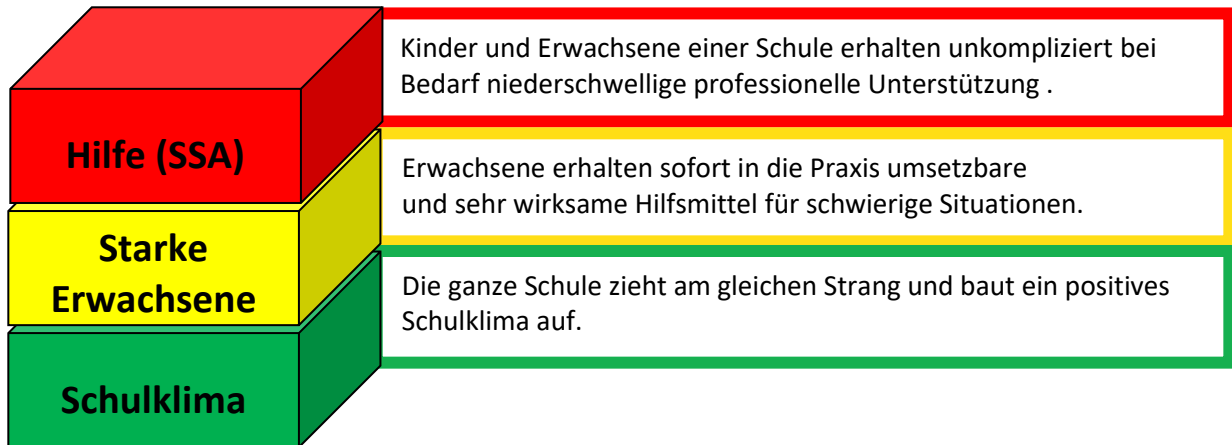 Kinder und Erwachsene einer Schule erhalten unkompliziert bei
Bedarf niederschwellige professionelle Unterstützung .
Hilfe (SSA)
Erwachsene erhalten sofort in die Praxis umsetzbare
und sehr wirksame Hilfsmittel für schwierige Situationen.
Starke
Erwachsene
Die ganze Schule zieht am gleichen Strang und baut ein positives
Schulklima auf.
Schulklima